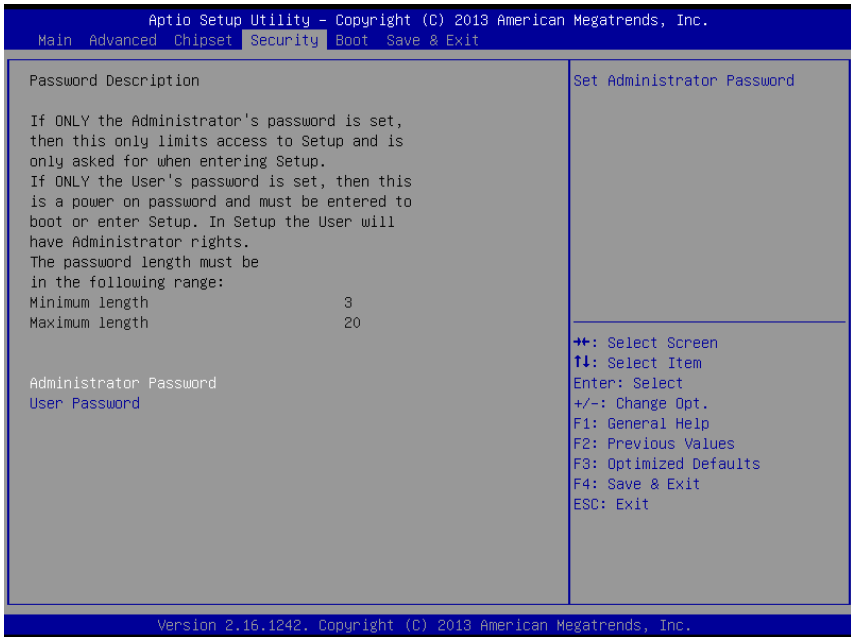 Aptio Setup Utility – Copyright (C) 2013 American Megatrends, Inc.
Main Advanced Chipset Security Boot Save & Exit
Password Description
If ONLY the Administrator's password is set,
then this only limits access to Setup and is
only asked for when entering Setup.
If ONLY the User's password is set, then this
is a power on password and must be entered to
boot or enter Setup. In Setup the User will
have Administrator rights.
The password length must be
in the following range:
Minimum length 3
Maximum length 20
Administrator Password
User Password
Set Administrator Password
→←: Select Screen
↑↓: Select Item
Enter: Select
+/-: Change Opt.
F1: General Help
F2: Previous Values
F3: Optimized Defaults
F4: Save & Exit
ESC: Exit
Version 2.16.1242. Copyright (C) 2013 American Megatrends, Inc.